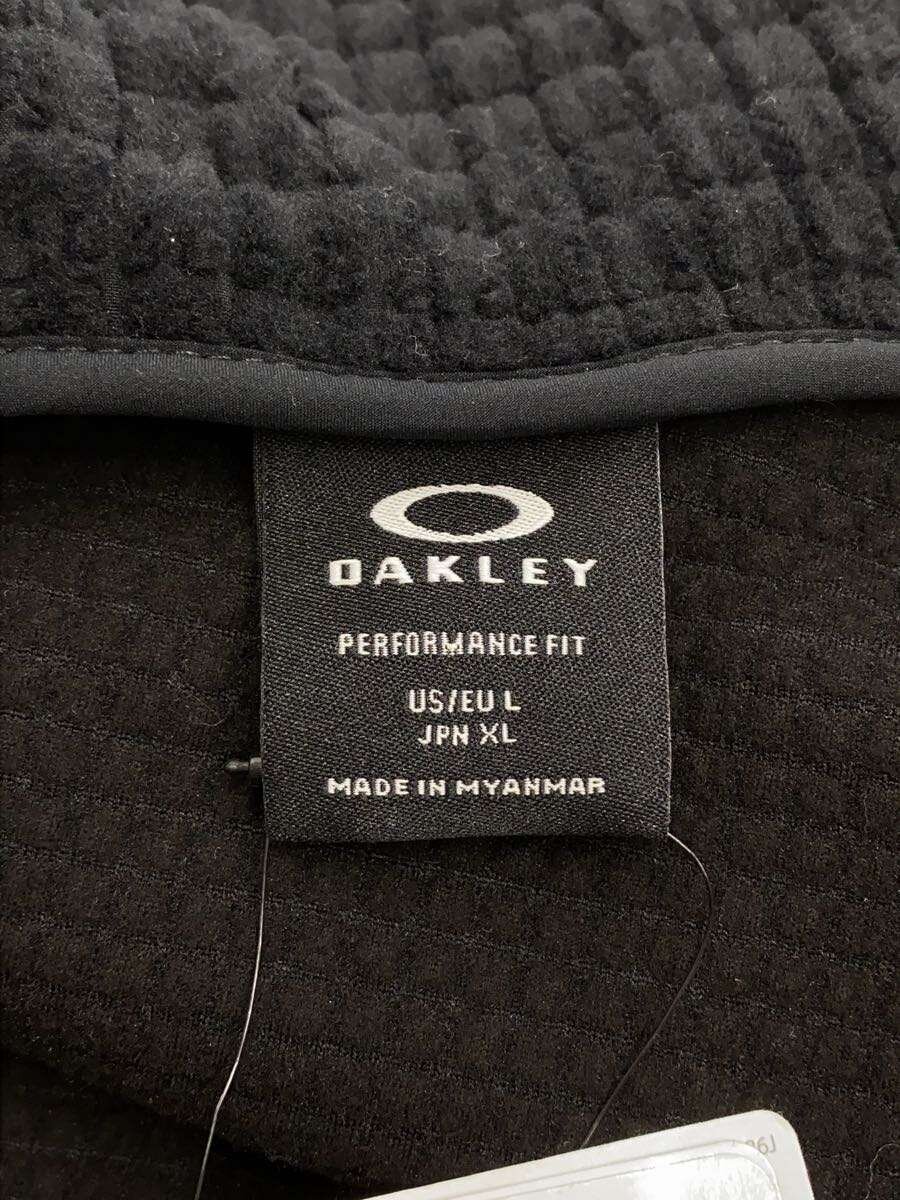 OAKLEY
PERFORMANCE FIT
US/EU L
JPN XL
MADE IN MYANMAR